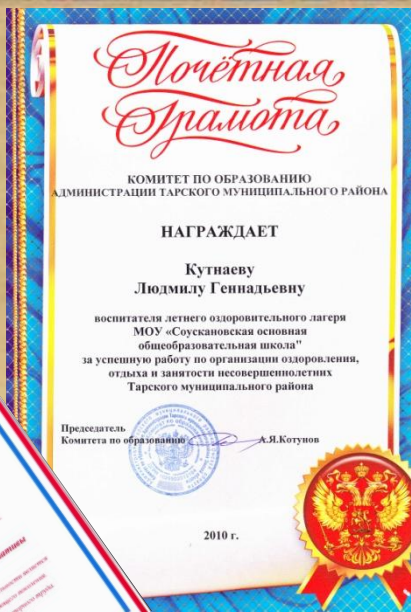 Почётная
Грамота
КОМИТЕТ ПО ОБРАЗОВАНИЮ
АДМИНИСТРАЦИИ ТАРСКОГО МУНИЦИПАЛЬНОГО РАЙОНА
НАГРАЖДАЕТ
Кутнаеву
Людмилу Геннадьевну
воспитателя летнего оздоровительного лагеря
МОУ «Соускановская основная
общеобразовательная школа"
за успешную работу по организации оздоровления,
отдыха и занятости несовершеннолетних
Тарского муниципального района
Председатель
Комитета по образованию А.Я.Котунов
2010 г.